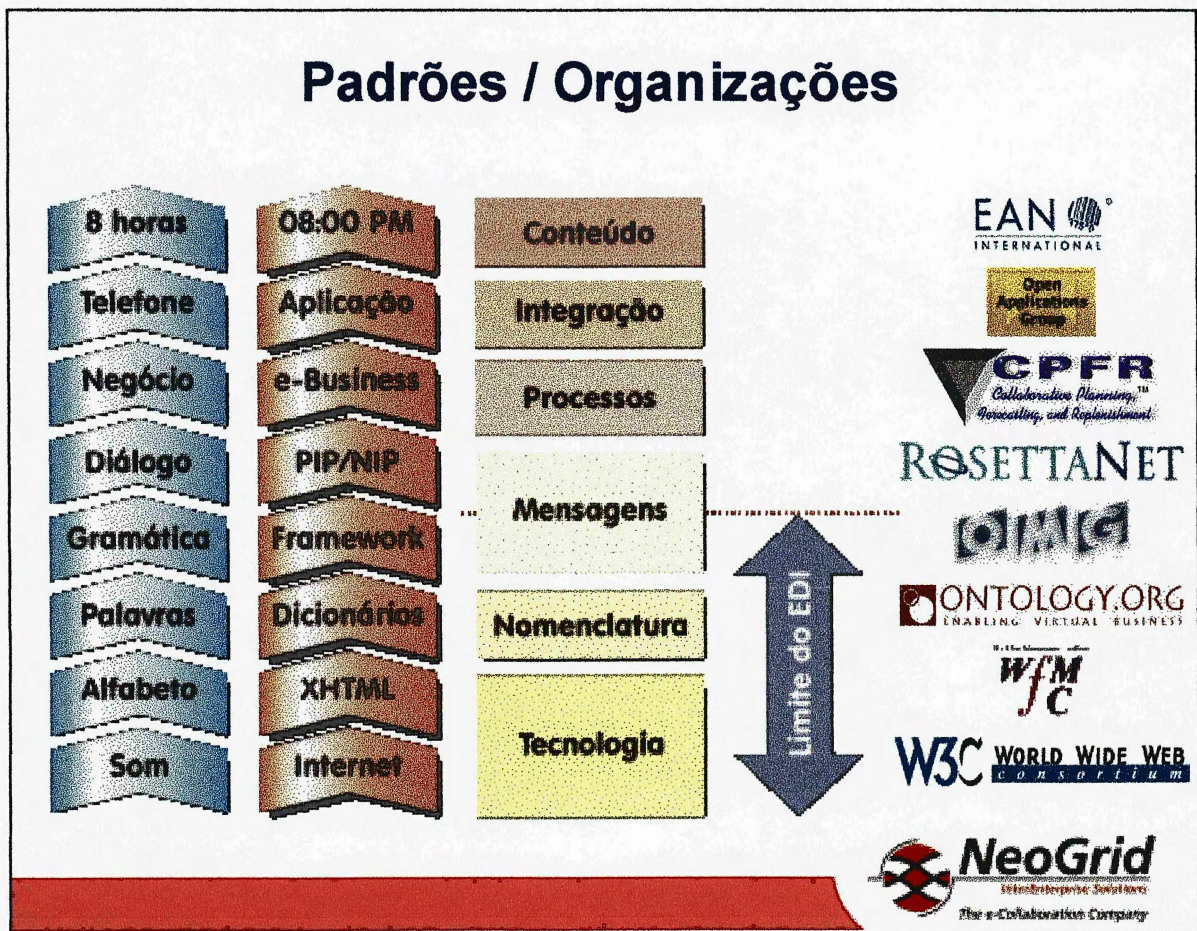 Padrões / Organizações
8 horas
Telefone
Negócio
Diálogo
Gramática
Palavras
Alfabeto
Som
08:00 PM
Aplicação
e-Business
PIP/NIP
Framework
Dicionários
XHTML
Internet
Conteúdo
Integração
Processos
Mensagens
Nomenclatura
Tecnologia
Limite do EDI
EAN
INTERNATIONAL
Open
Applications
Group
CPFR
Collaborative Planning,™
Forecasting, and Replenishment
ROSETTANET
OMG
ONTOLOGY.ORG
ENABLING VIRTUAL BUSINESS
WfMC
W3C WORLD WIDE WEB
consortium
NeoGrid
InterEnterprise Solutions
The e-Collaboration Company